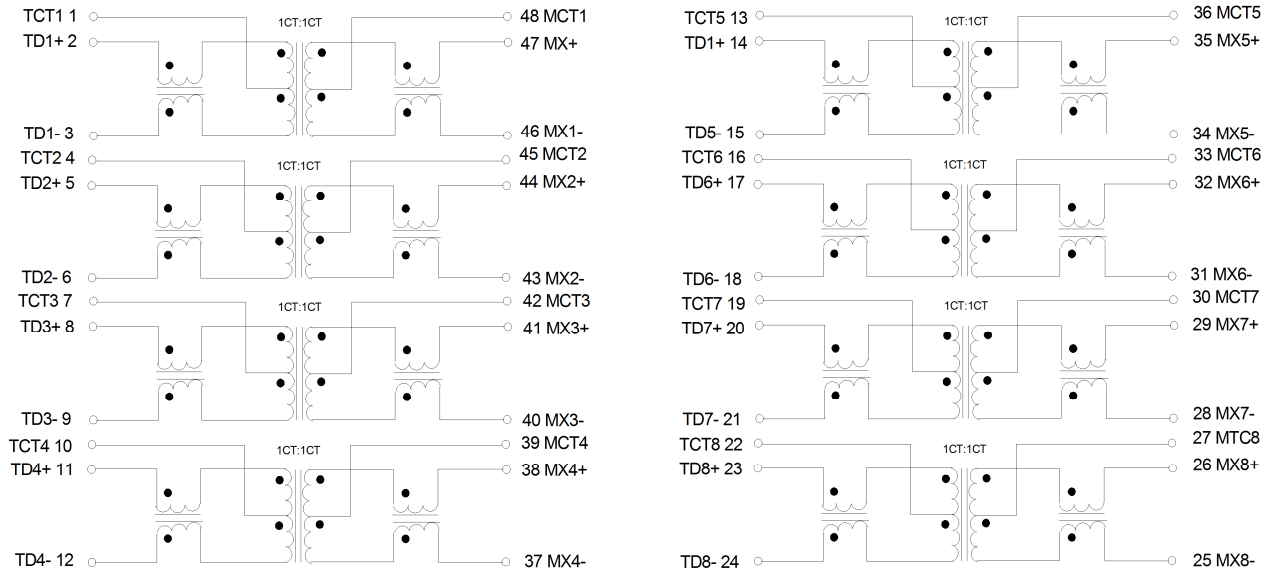 TCT1 1
1CT:1CT
48 MCT1
TD1+ 2
47 MX+
TD1- 3
46 MX1-
TCT2 4
1CT:1CT
45 MCT2
TD2+ 5
44 MX2+
TD2- 6
43 MX2-
TCT3 7
1CT:1CT
42 MCT3
TD3+ 8
41 MX3+
TD3- 9
40 MX3-
TCT4 10
1CT:1CT
39 MCT4
TD4+ 11
38 MX4+
TD4- 12
37 MX4-
TCT5 13
1CT:1CT
36 MCT5
TD1+ 14
35 MX5+
TD5- 15
34 MX5-
TCT6 16
1CT:1CT
33 MCT6
TD6+ 17
32 MX6+
TD6- 18
31 MX6-
TCT7 19
1CT:1CT
30 MCT7
TD7+ 20
29 MX7+
TD7- 21
28 MX7-
TCT8 22
1CT:1CT
27 MTC8
TD8+ 23
26 MX8+
TD8- 24
25 MX8-